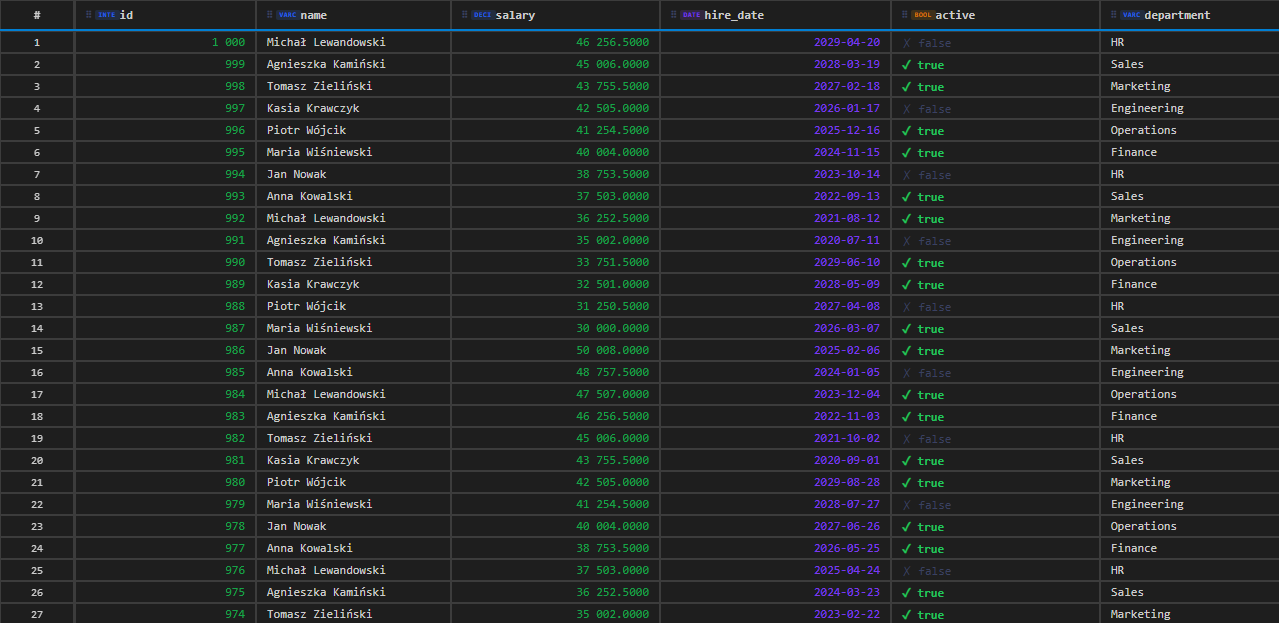 # INTE id VARC name DECI salary DATE hire_date BOOL active VARC department
1 1 000 Michał Lewandowski 46 256.5000 2029-04-20 ✗ false HR
2 999 Agnieszka Kamiński 45 006.0000 2028-03-19 ✓ true Sales
3 998 Tomasz Zieliński 43 755.5000 2027-02-18 ✓ true Marketing
4 997 Kasia Krawczyk 42 505.0000 2026-01-17 ✗ false Engineering
5 996 Piotr Wójcik 41 254.5000 2025-12-16 ✓ true Operations
6 995 Maria Wiśniewski 40 004.0000 2024-11-15 ✓ true Finance
7 994 Jan Nowak 38 753.5000 2023-10-14 ✗ false HR
8 993 Anna Kowalski 37 503.0000 2022-09-13 ✓ true Sales
9 992 Michał Lewandowski 36 252.5000 2021-08-12 ✓ true Marketing
10 991 Agnieszka Kamiński 35 002.0000 2020-07-11 ✗ false Engineering
11 990 Tomasz Zieliński 33 751.5000 2029-06-10 ✓ true Operations
12 989 Kasia Krawczyk 32 501.0000 2028-05-09 ✓ true Finance
13 988 Piotr Wójcik 31 250.5000 2027-04-08 ✗ false HR
14 987 Maria Wiśniewski 30 000.0000 2026-03-07 ✓ true Sales
15 986 Jan Nowak 50 008.0000 2025-02-06 ✓ true Marketing
16 985 Anna Kowalski 48 757.5000 2024-01-05 ✗ false Engineering
17 984 Michał Lewandowski 47 507.0000 2023-12-04 ✓ true Operations
18 983 Agnieszka Kamiński 46 256.5000 2022-11-03 ✓ true Finance
19 982 Tomasz Zieliński 45 006.0000 2021-10-02 ✗ false HR
20 981 Kasia Krawczyk 43 755.5000 2020-09-01 ✓ true Sales
21 980 Piotr Wójcik 42 505.0000 2029-08-28 ✓ true Marketing
22 979 Maria Wiśniewski 41 254.5000 2028-07-27 ✗ false Engineering
23 978 Jan Nowak 40 004.0000 2027-06-26 ✓ true Operations
24 977 Anna Kowalski 38 753.5000 2026-05-25 ✓ true Finance
25 976 Michał Lewandowski 37 503.0000 2025-04-24 ✗ false HR
26 975 Agnieszka Kamiński 36 252.5000 2024-03-23 ✓ true Sales
27 974 Tomasz Zieliński 35 002.0000 2023-02-22 ✓ true Marketing